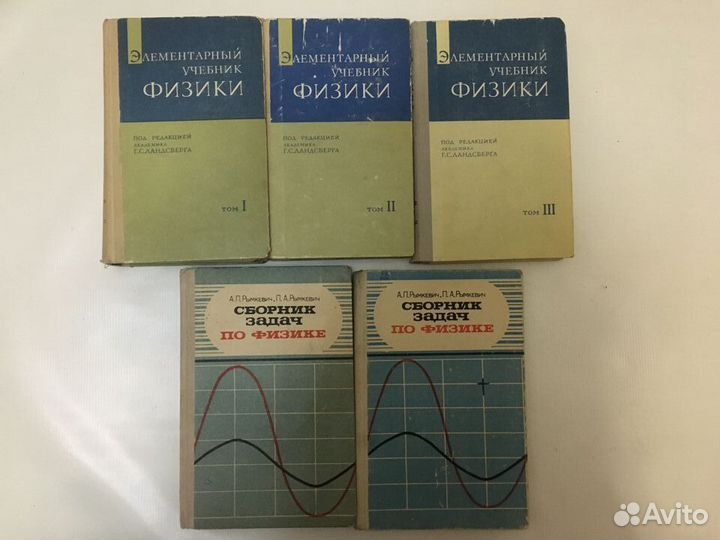 Элементарный
учебник
ФИЗИКИ
ПОД РЕДАКЦИЕЙ
АКАДЕМИКА
Г.С.ЛАНДСБЕРГА
ТОМ I
Элементарный
учебник
ФИЗИКИ
ПОД РЕДАКЦИЕЙ
АКАДЕМИКА
Г.С.ЛАНДСБЕРГА
ТОМ II
Элементарный
учебник
ФИЗИКИ
ПОД РЕДАКЦИЕЙ
АКАДЕМИКА
Г.С.ЛАНДСБЕРГА
ТОМ III
А.П.Рымкевич, П.А.Рымкевич
СБОРНИК
ЗАДАЧ
ПО ФИЗИКЕ
А.П.Рымкевич, П.А.Рымкевич
СБОРНИК
ЗАДАЧ
ПО ФИЗИКЕ
Avito